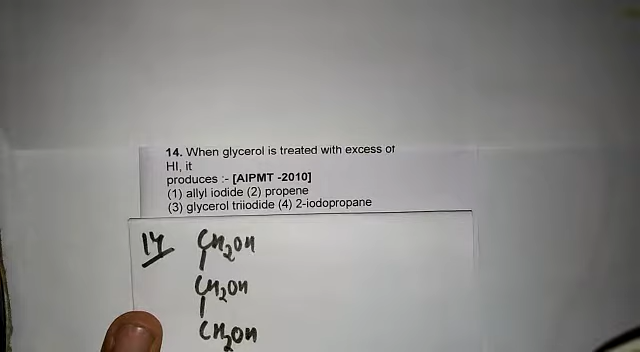 14. When glycerol is treated with excess of
HI, it
produces :- [AIPMT -2010]
(1) allyl iodide (2) propene
(3) glycerol triiodide (4) 2-iodopropane
14 CH2OH
CH2OH
CH2OH